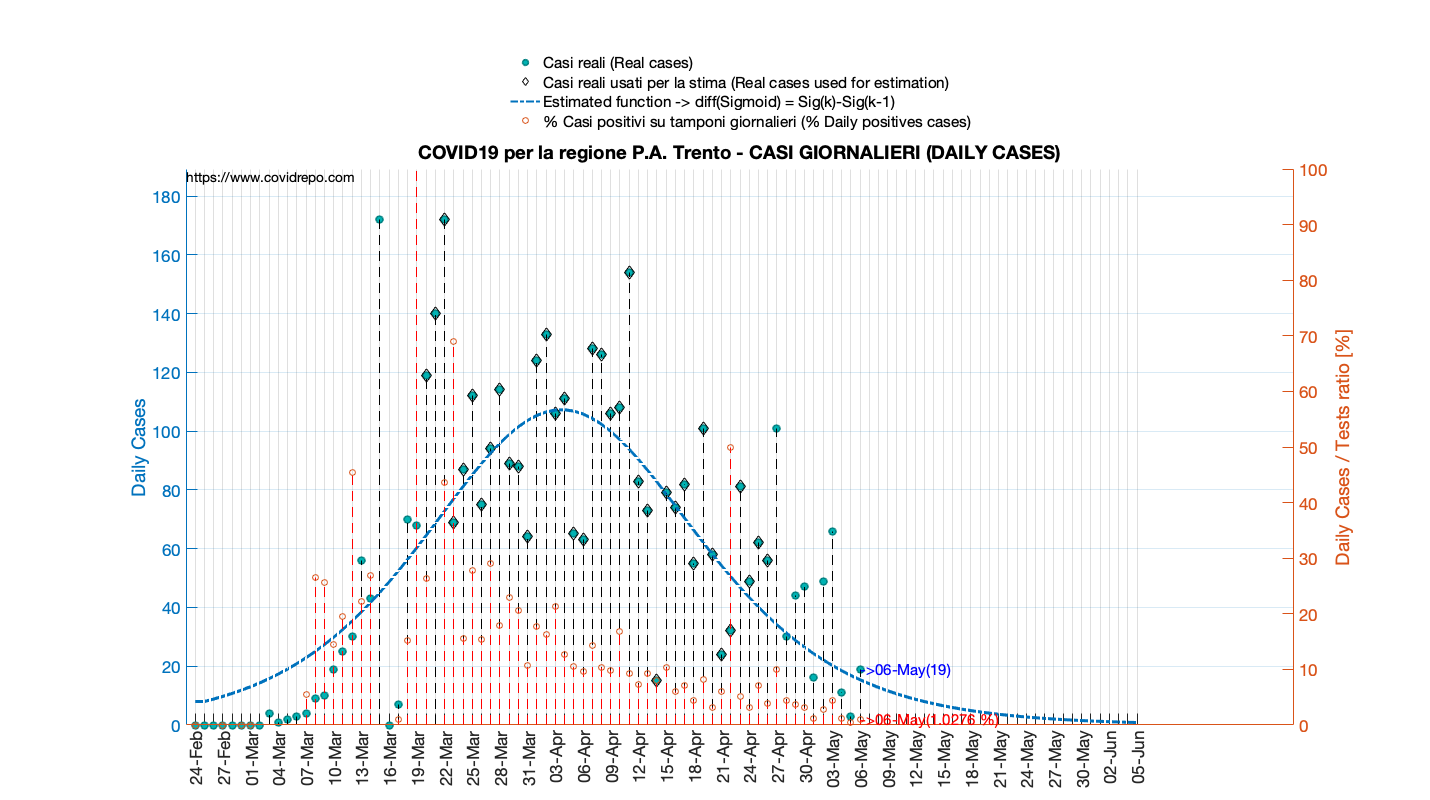 Casi reali (Real cases)
Casi reali usati per la stima (Real cases used for estimation)
Estimated function -> diff(Sigmoid) = Sig(k)-Sig(k-1)
% Casi positivi su tamponi giornalieri (% Daily positives cases)
COVID19 per la regione P.A. Trento - CASI GIORNALIERI (DAILY CASES)
https://www.covidrepo.com
Daily Cases
180
160
140
120
100
80
60
40
20
0
100
90
80
70
60
50
40
30
20
10
0
Daily Cases / Tests ratio [%]
->06-May(19)
->06-May(1.0276 %)
24-Feb
27-Feb
01-Mar
04-Mar
07-Mar
10-Mar
13-Mar
16-Mar
19-Mar
22-Mar
25-Mar
28-Mar
31-Mar
03-Apr
06-Apr
09-Apr
12-Apr
15-Apr
18-Apr
21-Apr
24-Apr
27-Apr
30-Apr
03-May
06-May
09-May
12-May
15-May
18-May
21-May
24-May
27-May
30-May
02-Jun
05-Jun